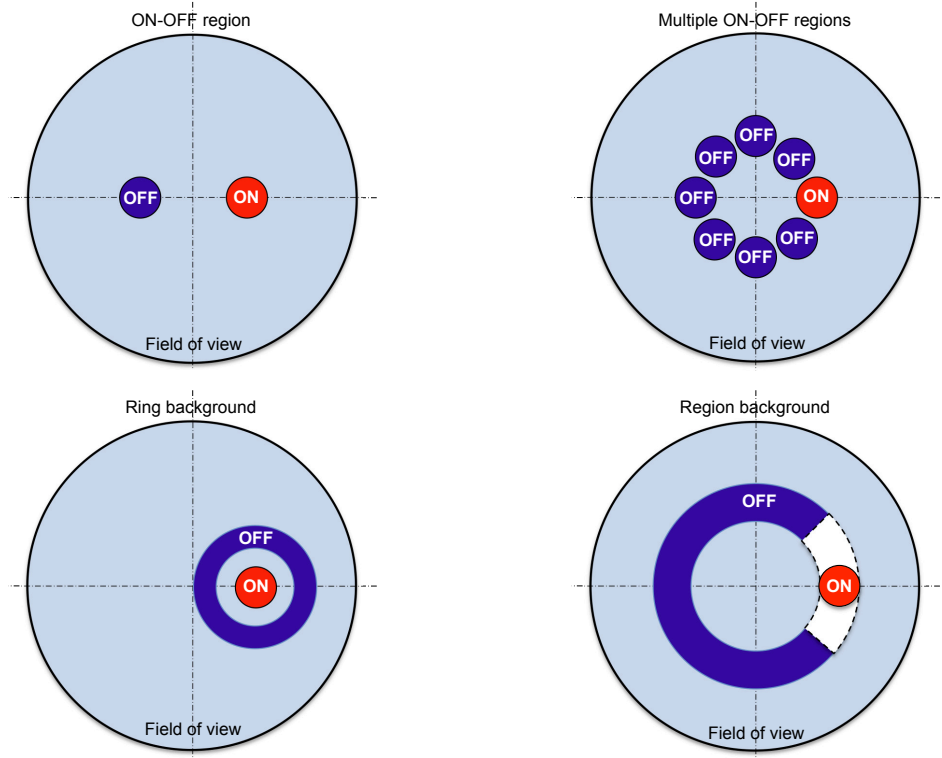 ON-OFF region
OFF
ON
Field of view
Multiple ON-OFF regions
OFF
OFF
OFF
OFF
ON
OFF
OFF
OFF
Field of view
Ring background
OFF
ON
Field of view
Region background
OFF
ON
Field of view